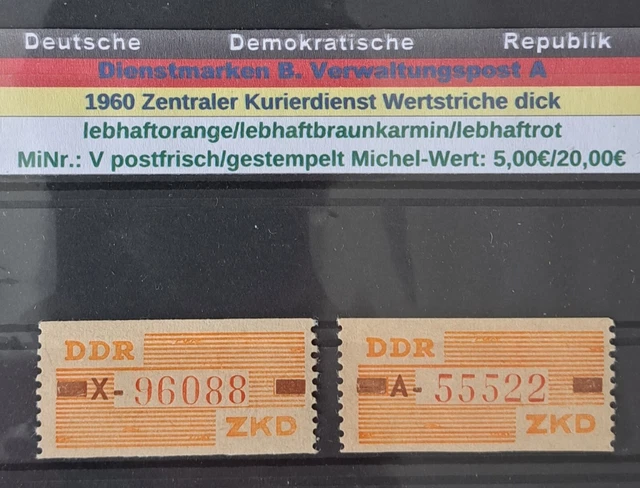 Deutsche Demokratische Republik
Dienstmarken B. Verwaltungspost A
1960 Zentraler Kurierdienst Wertstriche dick
lebhaftorange/lebhaftbraunkarmin/lebhaftrot
MiNr.: V postfrisch/gestempelt Michel-Wert: 5,00€/20,00€
DDR
X-96088
ZKD
DDR
A-55522
ZKD